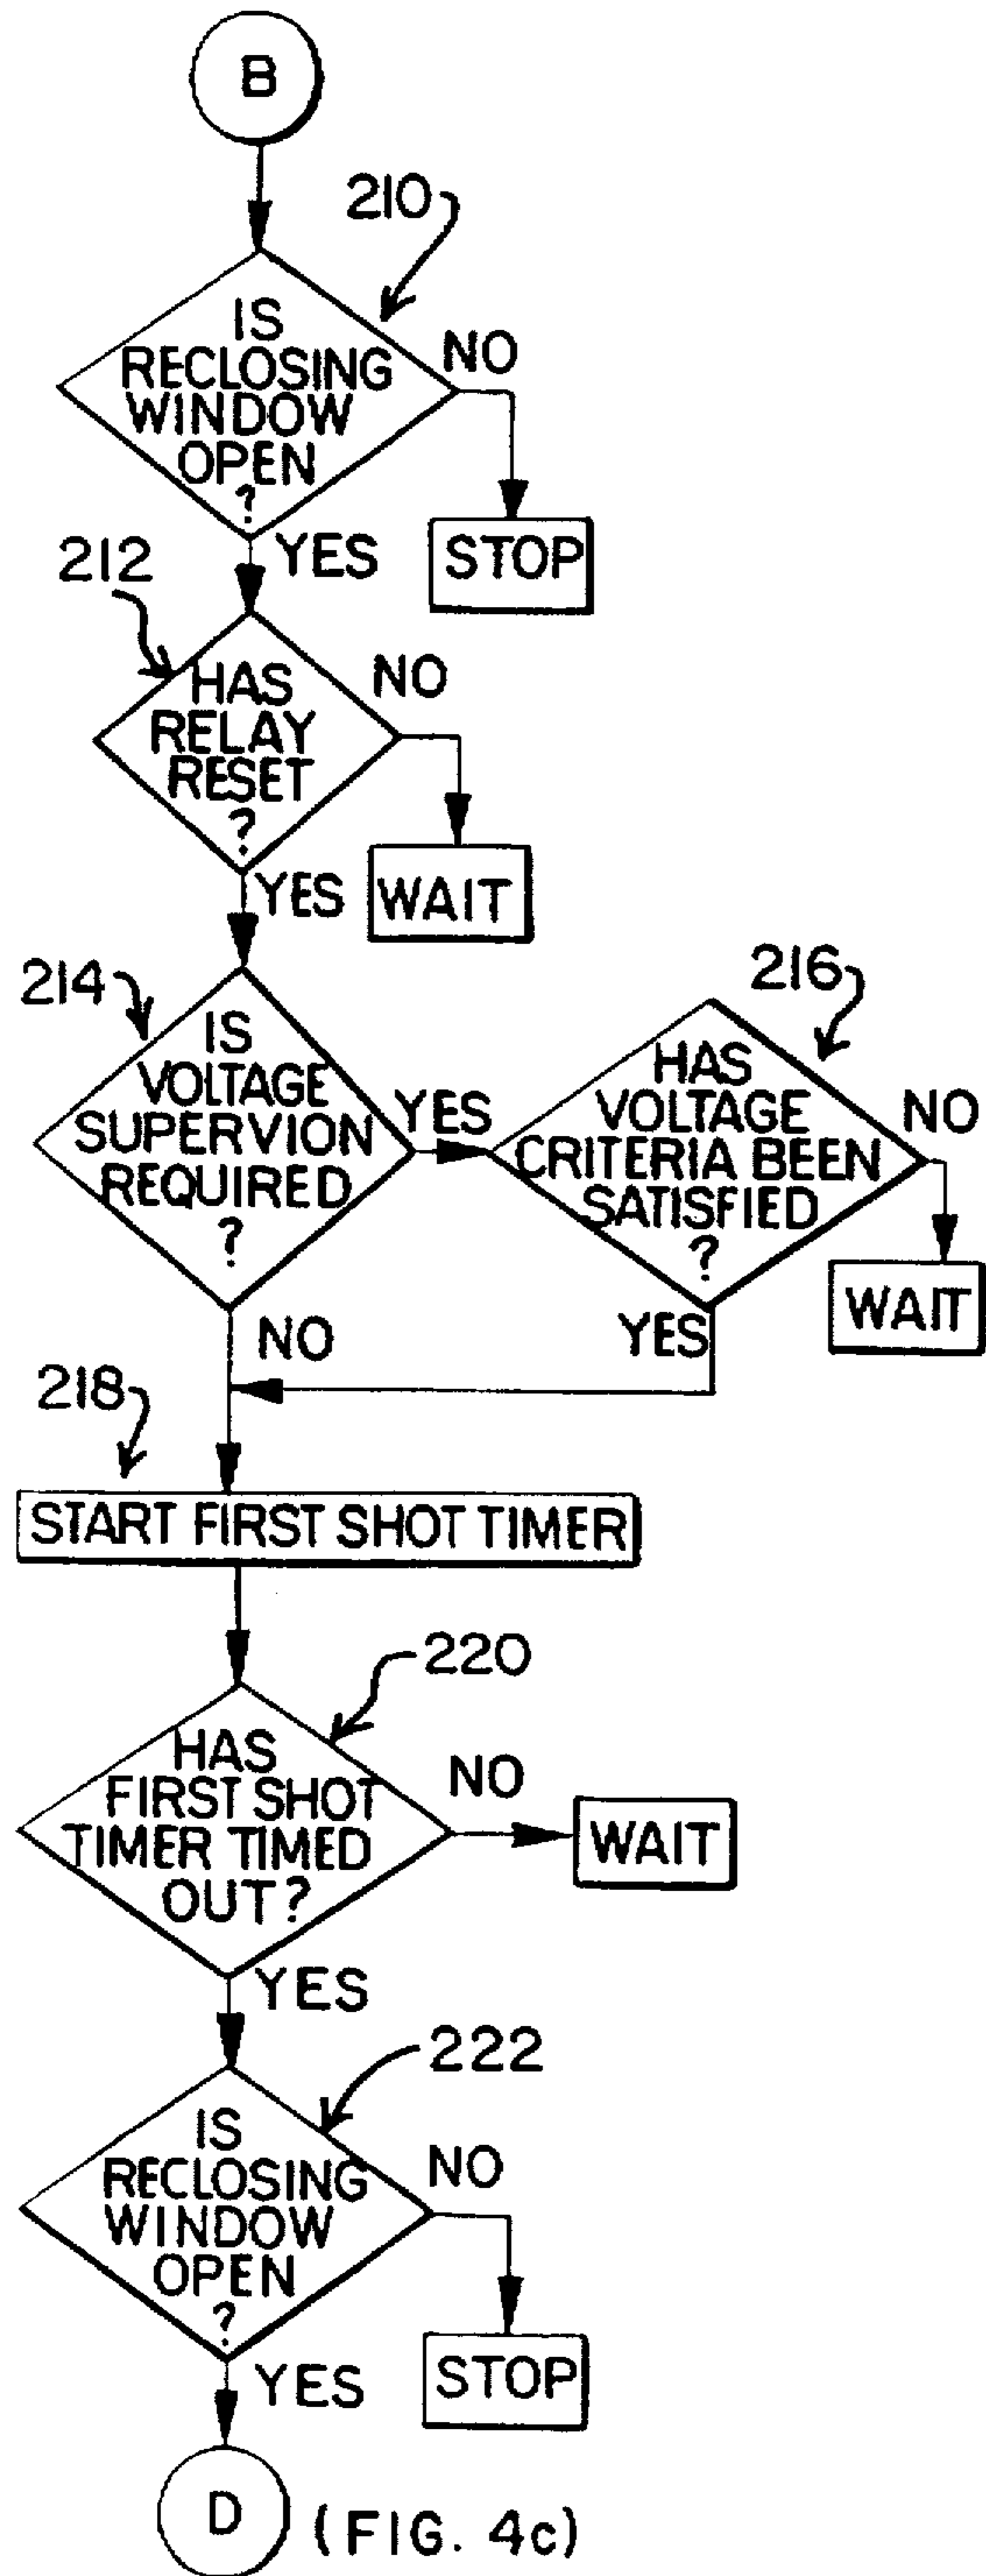 B
210
IS
RECLOSING
WINDOW
OPEN
?
NO
STOP
YES
212
HAS
RELAY
RESET
?
NO
WAIT
YES
214
IS
VOLTAGE
SUPERVION
REQUIRED
?
YES
216
HAS
VOLTAGE
CRITERIA BEEN
SATISFIED
?
NO
WAIT
YES
NO
218
START FIRST SHOT TIMER
220
HAS
FIRST SHOT
TIMER TIMED
OUT?
NO
WAIT
YES
222
IS
RECLOSING
WINDOW
OPEN
?
NO
STOP
YES
D
(FIG. 4c)